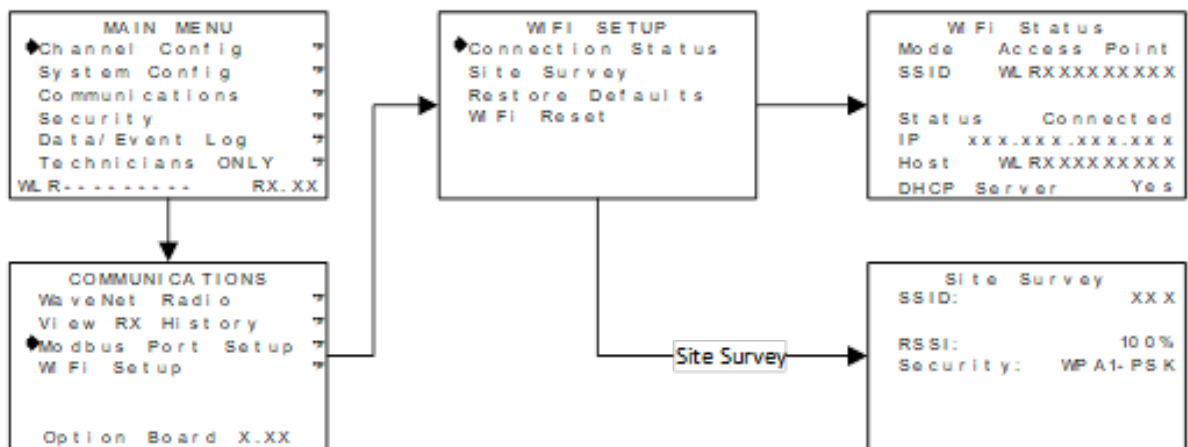 MAIN MENU
Channel Config
System Config
Communications
Security
Data/Event Log
Technicians ONLY
WLR--------- RX.XX
COMMUNICATIONS
WaveNet Radio
View RX History
Modbus Port Setup
WiFi Setup
Option Board X.XX
WIFI SETUP
Connection Status
Site Survey
Restore Defaults
WiFi Reset
WiFi Status
Mode Access Point
SSID WLRXXXXXXXXX
Status Connected
IP xxx.xxx.xxx.xxx
Host WLRXXXXXXXXX
DHCP Server Yes
Site Survey
Site Survey
SSID: XXX
RSSI: 100%
Security: WPA1-PSK